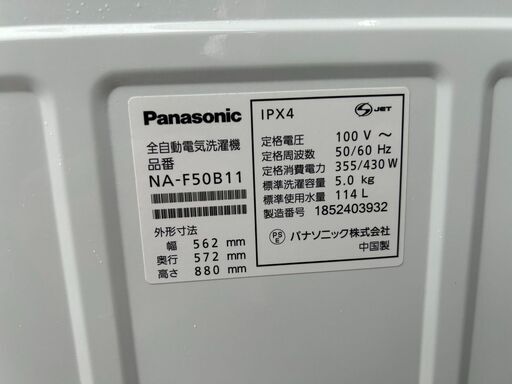 Panasonic
全自動電気洗濯機
品番
NA-F50B11
外形寸法
幅 562 mm
奥行 572 mm
高さ 880 mm
IPX4
S JET
定格電圧 100 V ～
定格周波数 50/60 Hz
定格消費電力 355/430 W
標準洗濯容量 5.0 kg
標準使用水量 114 L
製造番号 1852403932
PS E パナソニック株式会社
中国製